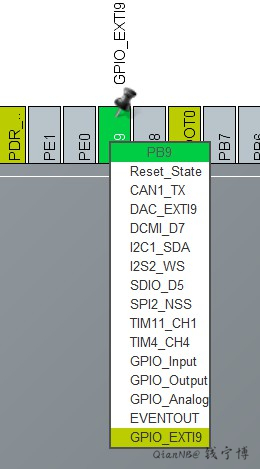 GPIO_EXTI9
PDR_..
PE1
PE0
9
8
OOT0
PB7
PB6
PB9
Reset_State
CAN1_TX
DAC_EXTI9
DCMI_D7
I2C1_SDA
I2S2_WS
SDIO_D5
SPI2_NSS
TIM11_CH1
TIM4_CH4
GPIO_Input
GPIO_Output
GPIO_Analog
EVENTOUT
GPIO_EXTI9
QianNB@ 钱宁博